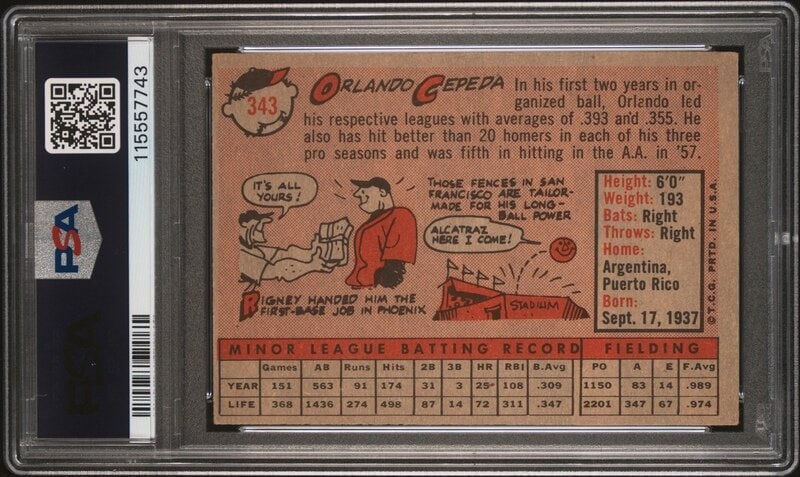 115557743
PSA
PSA
343
ORLANDO CEPEDA
In his first two years in or-
ganized ball, Orlando led
his respective leagues with averages of .393 and .355. He
also has hit better than 20 homers in each of his three
pro seasons and was fifth in hitting in the A.A. in '57.
IT'S ALL
YOURS!
RIGNEY HANDED HIM THE
FIRST-BASE JOB IN PHOENIX
THOSE FENCES IN SAN
FRANCISCO ARE TAILOR-
MADE FOR HIS LONG-
BALL POWER
ALCATRAZ
HERE I COME!
STADIUM
Height: 6'0"
Weight: 193
Bats: Right
Throws: Right
Home:
Argentina,
Puerto Rico
Born:
Sept. 17, 1937
©T.C.G. PRTD. IN U.S.A.
MINOR LEAGUE BATTING RECORD FIELDING
Games AB Runs Hits 2B 3B HR RBI B.Avg PO A E F.Avg
YEAR 151 563 91 174 31 3 25* 108 .309 1150 83 14 .989
LIFE 368 1436 274 498 87 14 72 311 .347 2201 347 67 .974